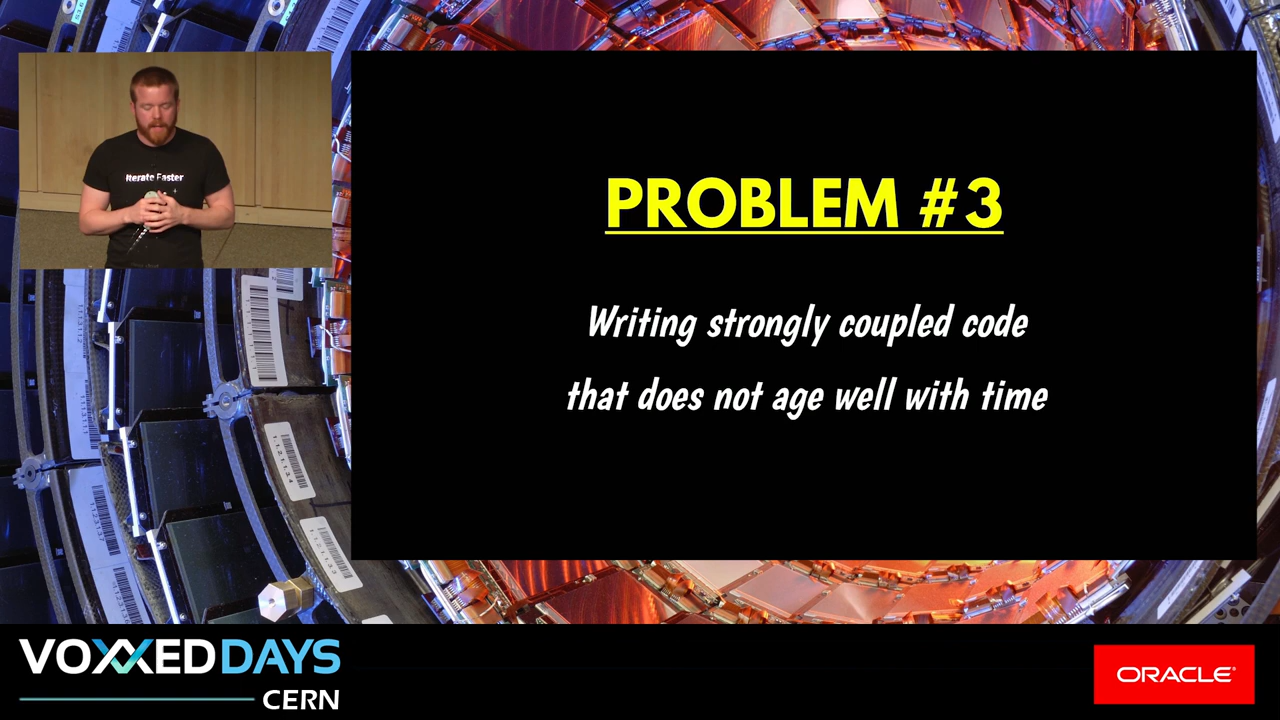 Iterate Faster
PROBLEM #3
Writing strongly coupled code
that does not age well with time
VOXXEDDAYS
CERN
ORACLE